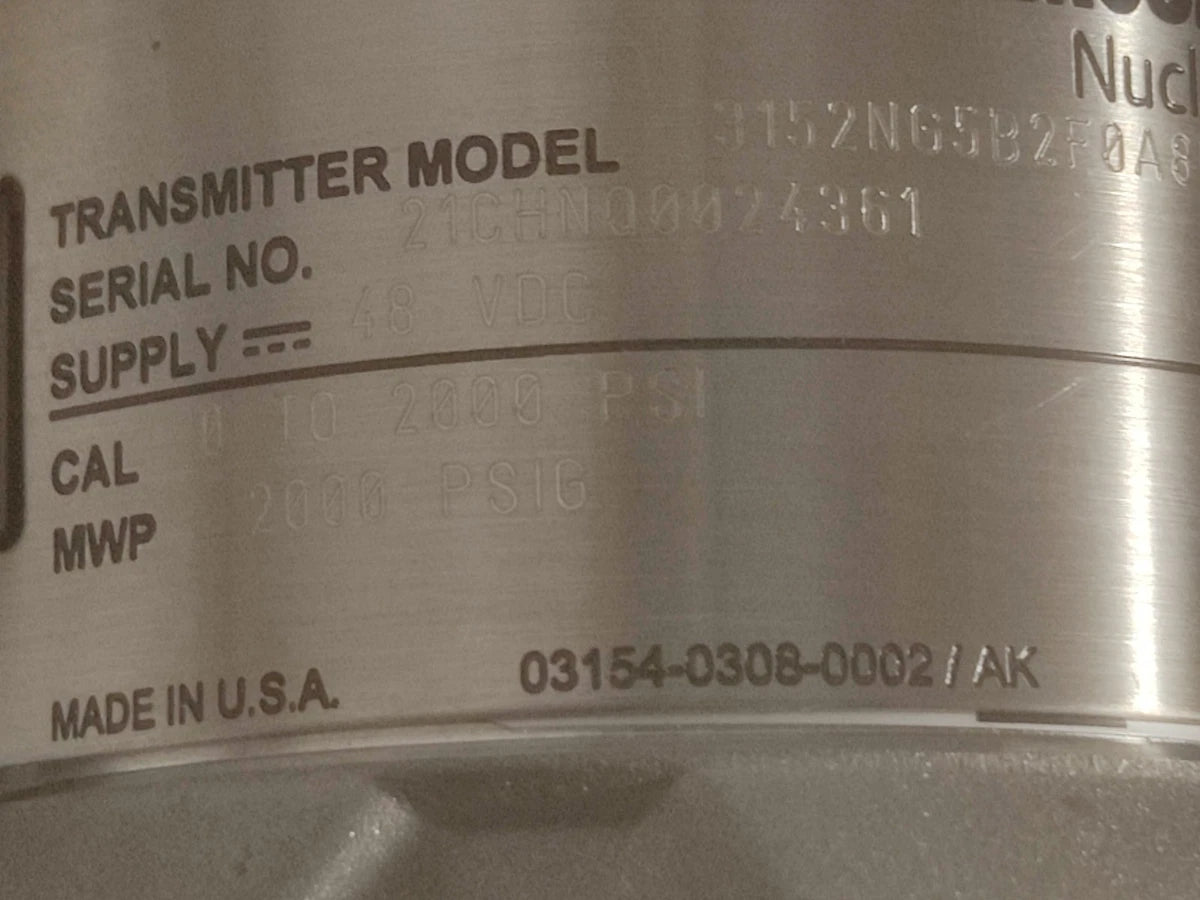 Nucl
TRANSMITTER MODEL 3152NG5B2F0A8
SERIAL NO. 21CHNQ0024361
SUPPLY 48 VDC
CAL 0 TO 2000 PSI
MWP 2000 PSIG
MADE IN U.S.A. 03154-0308-0002 / AK